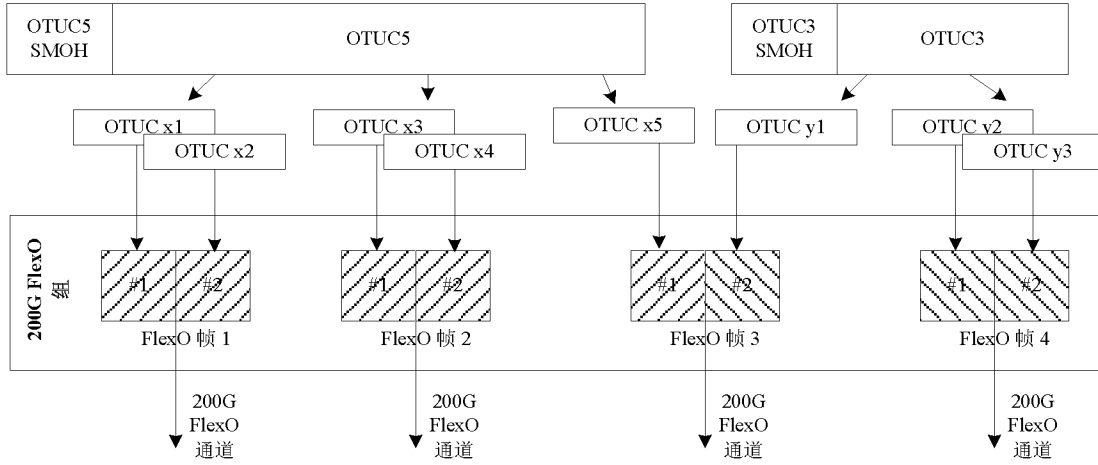 OTUC5
SMOH
OTUC5
OTUC3
SMOH
OTUC3
OTUC x1
OTUC x2
OTUC x3
OTUC x4
OTUC x5
OTUC y1
OTUC y2
OTUC y3
200G FlexO
组
#1
#2
#1
#2
#1
#2
#1
#2
FlexO 帧 1
FlexO 帧 2
FlexO 帧 3
FlexO 帧 4
200G
FlexO
通道
200G
FlexO
通道
200G
FlexO
通道
200G
FlexO
通道